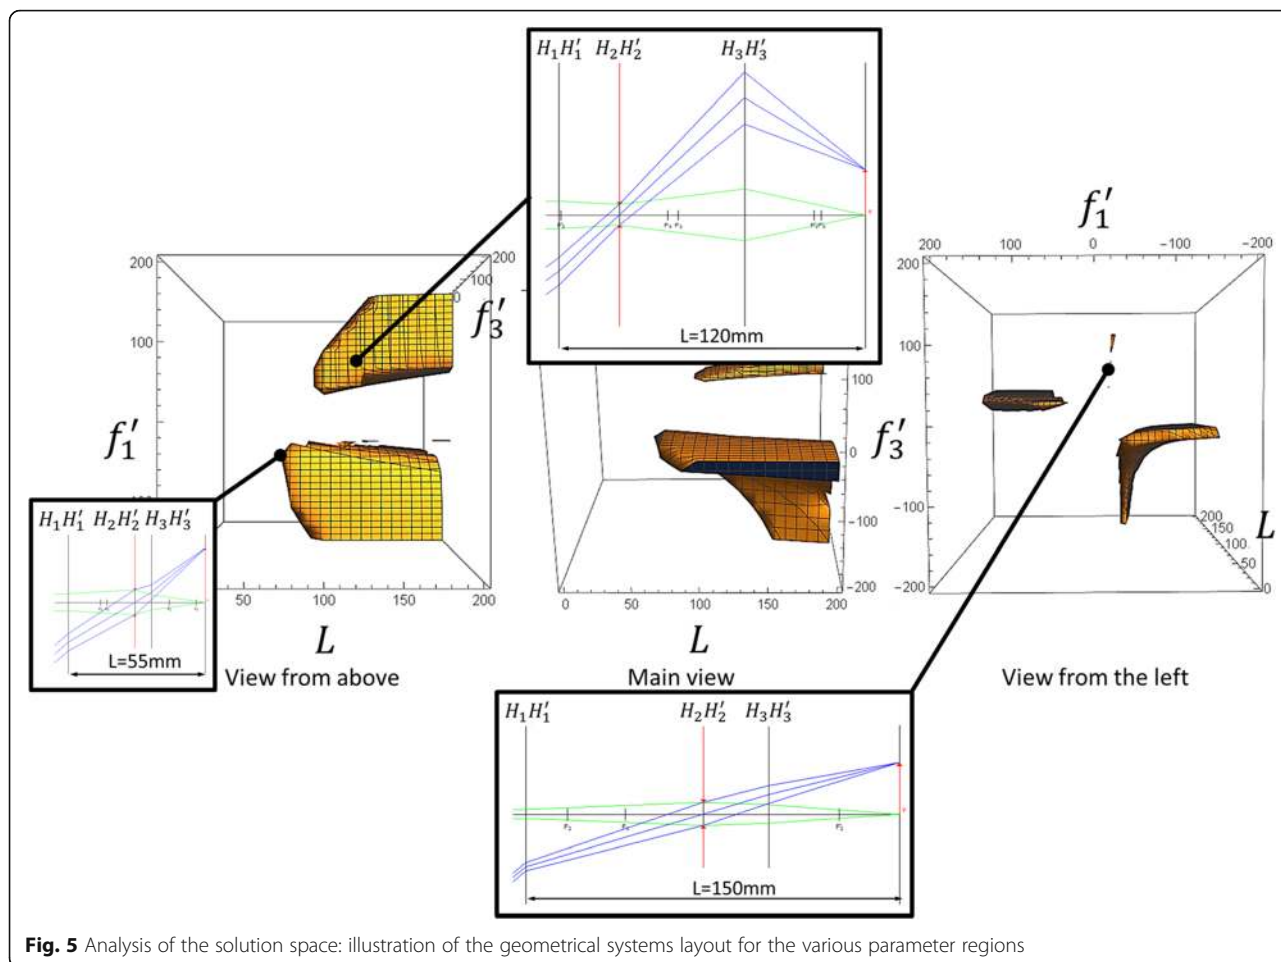 H₁H₁′ H₂H₂′ H₃H₃′
L=120mm
f₁′
200 100 0 −100 −200
200
100
f₁′
200
100
0
f₃′
50 100 150 200
L
View from above
H₁H₁′ H₂H₂′ H₃H₃′
L=55mm
100
0
−100
−200
f₃′
0 50 100 150 200
L
Main view
200
100
0
−100
−200
200
150
100.
50
0
L
View from the left
H₁H₁′ H₂H₂′ H₃H₃′
L=150mm
Fig. 5 Analysis of the solution space: illustration of the geometrical systems layout for the various parameter regions